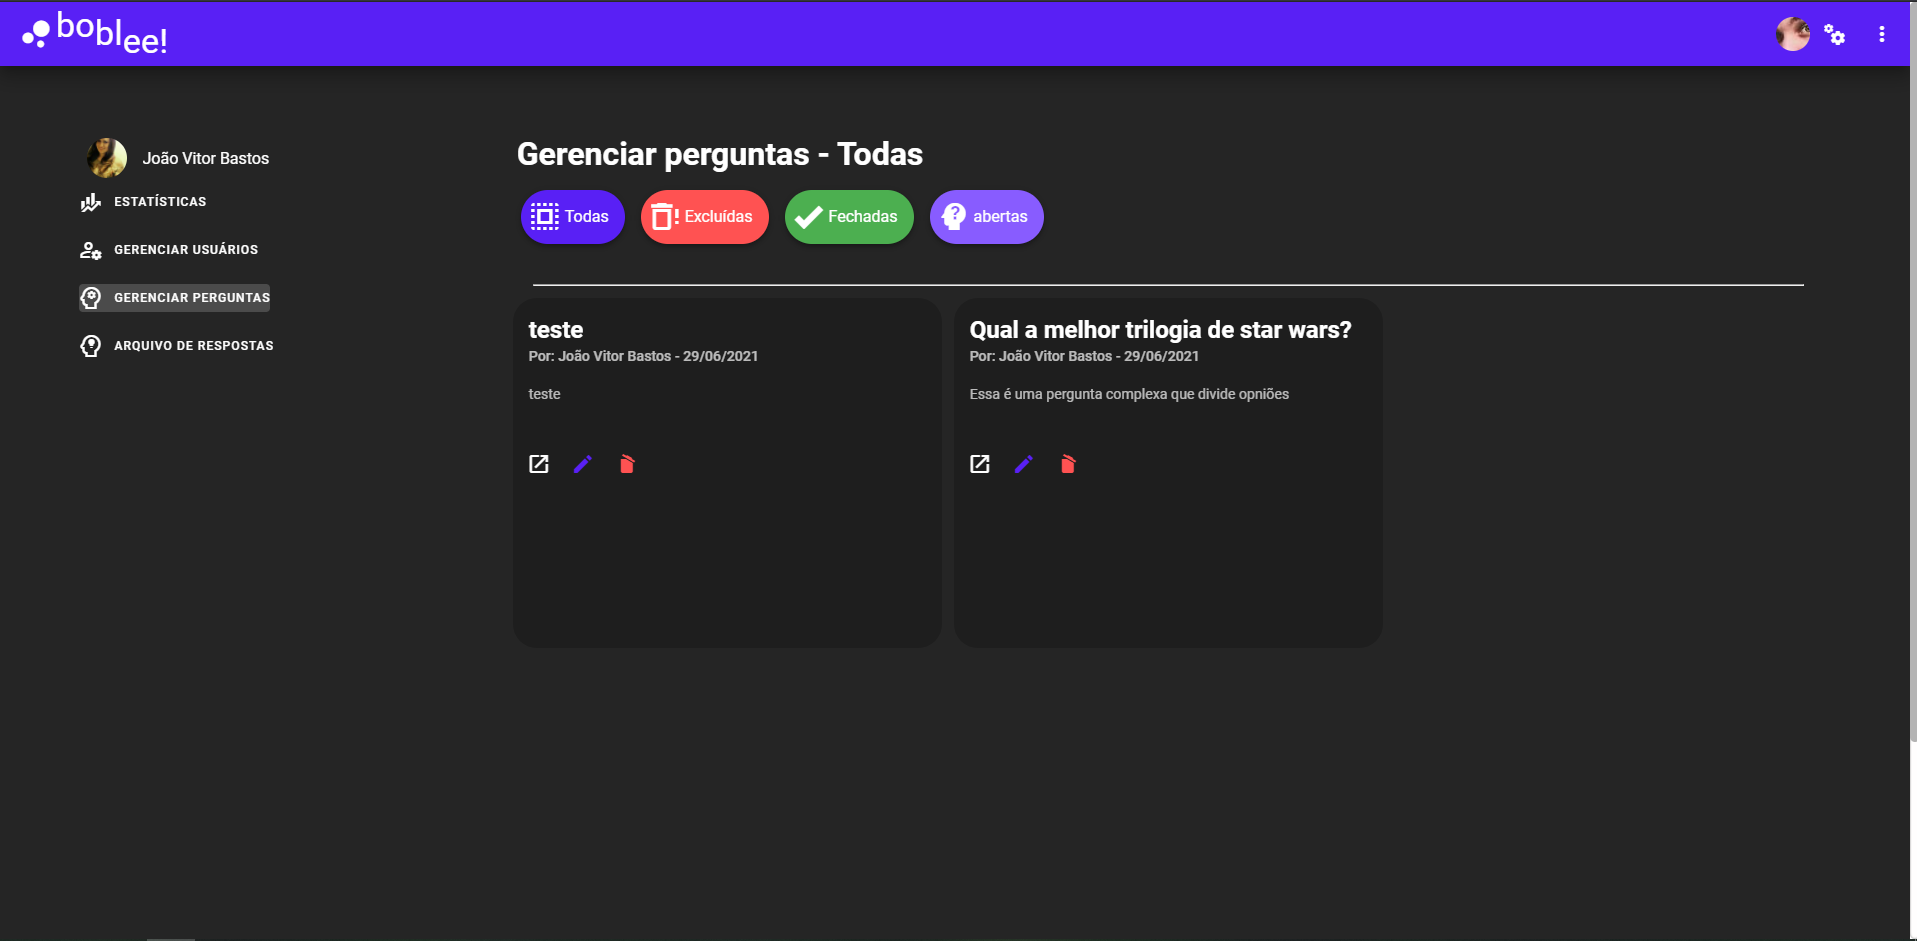 boblee!
João Vitor Bastos
ESTATÍSTICAS
GERENCIAR USUÁRIOS
GERENCIAR PERGUNTAS
ARQUIVO DE RESPOSTAS
Gerenciar perguntas - Todas
Todas
Excluídas
Fechadas
abertas
teste
Por: João Vitor Bastos - 29/06/2021
teste
Qual a melhor trilogia de star wars?
Por: João Vitor Bastos - 29/06/2021
Essa é uma pergunta complexa que divide opniões